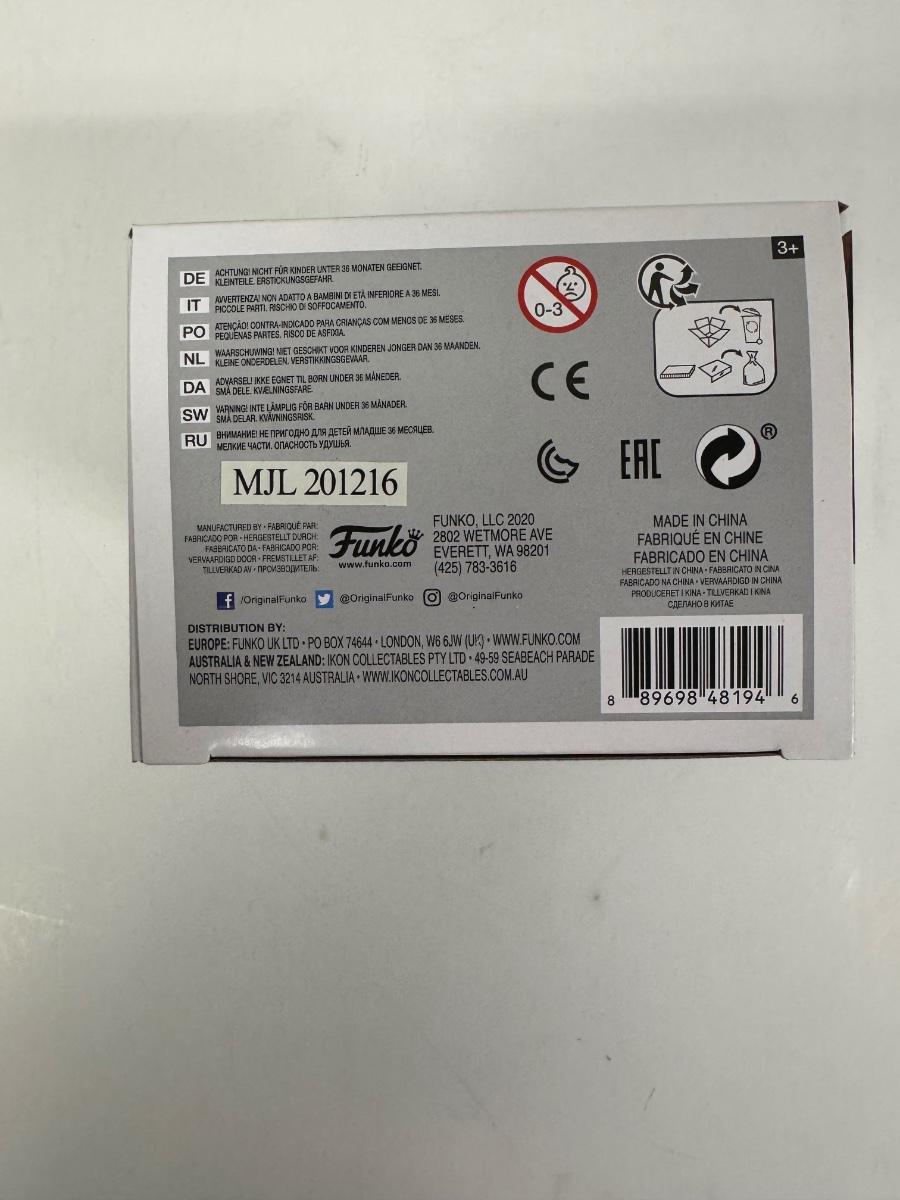 3+
DE ACHTUNG! NICHT FÜR KINDER UNTER 36 MONATEN GEEIGNET.
KLEINTEILE. ERSTICKUNGSGEFAHR.
IT AVVERTENZA! NON ADATTO A BAMBINI DI ETÀ INFERIORE A 36 MESI.
PICCOLE PARTI. RISCHIO DI SOFFOCAMENTO.
PO ATENÇÃO! CONTRA-INDICADO PARA CRIANÇAS COM MENOS DE 36 MESES.
PEQUENAS PARTES. RISCO DE ASFIXIA.
NL WAARSCHUWING! NIET GESCHIKT VOOR KINDEREN JONGER DAN 36 MAANDEN.
KLEINE ONDERDELEN. VERSTIKKINGSGEVAAR.
DA ADVARSEL! IKKE EGNET TIL BØRN UNDER 36 MÅNEDER.
SMÅ DELE. KVÆLNINGSFARE.
SW VARNING! INTE LÄMPLIG FÖR BARN UNDER 36 MÅNADER.
SMÅ DELAR. KVÄVNINGSRISK.
RU ВНИМАНИЕ! НЕ ПРИГОДНО ДЛЯ ДЕТЕЙ МЛАДШЕ 36 МЕСЯЦЕВ.
МЕЛКИЕ ЧАСТИ. ОПАСНОСТЬ УДУШЬЯ.
0-3
CE
EAC
®
MJL 201216
MANUFACTURED BY • FABRIQUÉ PAR:
FABRICADO POR • HERGESTELLT DURCH:
FABBRICATO DA • FABRICADO POR:
VERVAARDIGD DOOR • FREMSTILLET AF:
TILLVERKAD AV • ПРОИЗВОДИТЕЛЬ:
Funko
www.funko.com
FUNKO, LLC 2020
2802 WETMORE AVE
EVERETT, WA 98201
(425) 783-3616
MADE IN CHINA
FABRIQUÉ EN CHINE
FABRICADO EN CHINA
HERGESTELLT IN CHINA • FABBRICATO IN CINA
FABRICADO NA CHINA • VERVAARDIGD IN CHINA
PRODUCERET I KINA • TILLVERKAD I KINA
СДЕЛАНО В КИТАЕ
/OriginalFunko @OriginalFunko @OriginalFunko
DISTRIBUTION BY:
EUROPE: FUNKO UK LTD • PO BOX 74644 • LONDON, W6 6JW (UK) • WWW.FUNKO.COM
AUSTRALIA & NEW ZEALAND: IKON COLLECTABLES PTY LTD • 49-59 SEABEACH PARADE
NORTH SHORE, VIC 3214 AUSTRALIA • WWW.IKONCOLLECTABLES.COM.AU
8 89698 48194 6